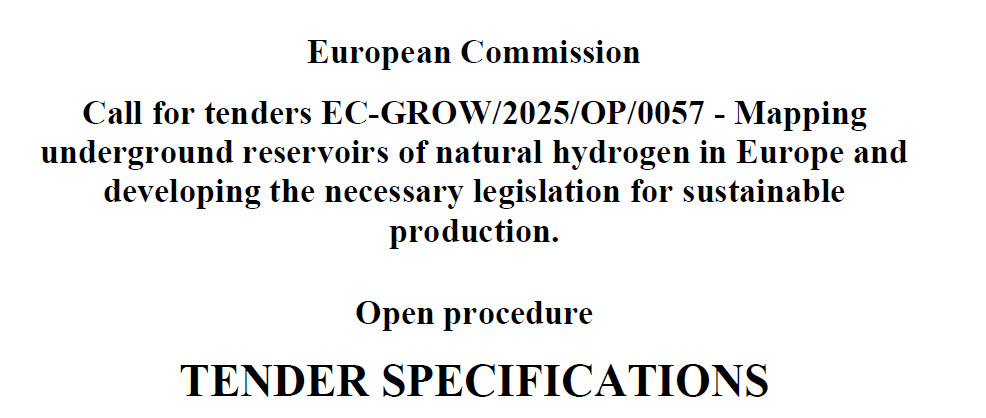 European Commission
Call for tenders EC-GROW/2025/OP/0057 - Mapping
underground reservoirs of natural hydrogen in Europe and
developing the necessary legislation for sustainable
production.
Open procedure
TENDER SPECIFICATIONS